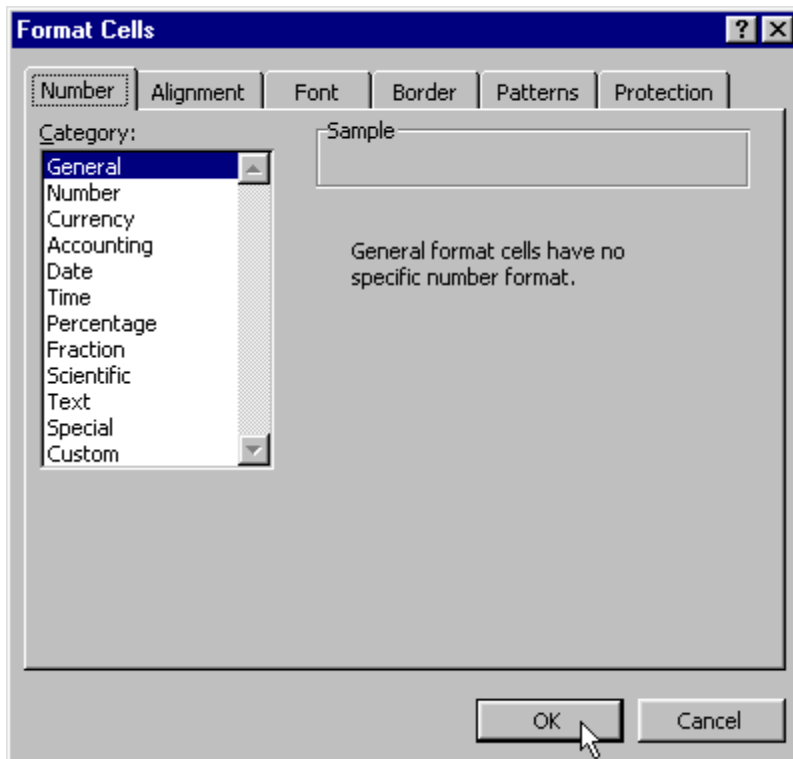 Format Cells
Number Alignment Font Border Patterns Protection
Category:
General
Number
Currency
Accounting
Date
Time
Percentage
Fraction
Scientific
Text
Special
Custom
Sample
General format cells have no
specific number format.
OK Cancel